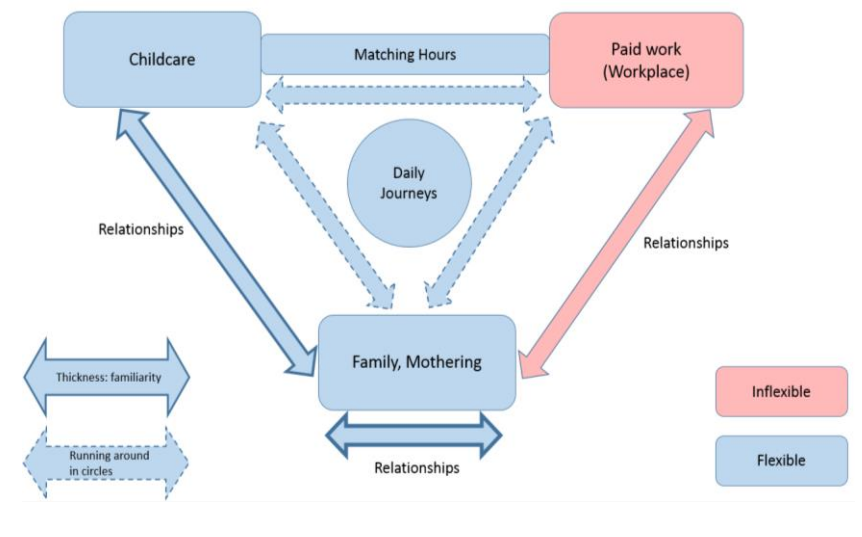 Childcare
Matching Hours
Paid work
(Workplace)
Daily
Journeys
Relationships
Relationships
Family, Mothering
Thickness: familiarity
Inflexible
Running around
in circles
Flexible
Relationships